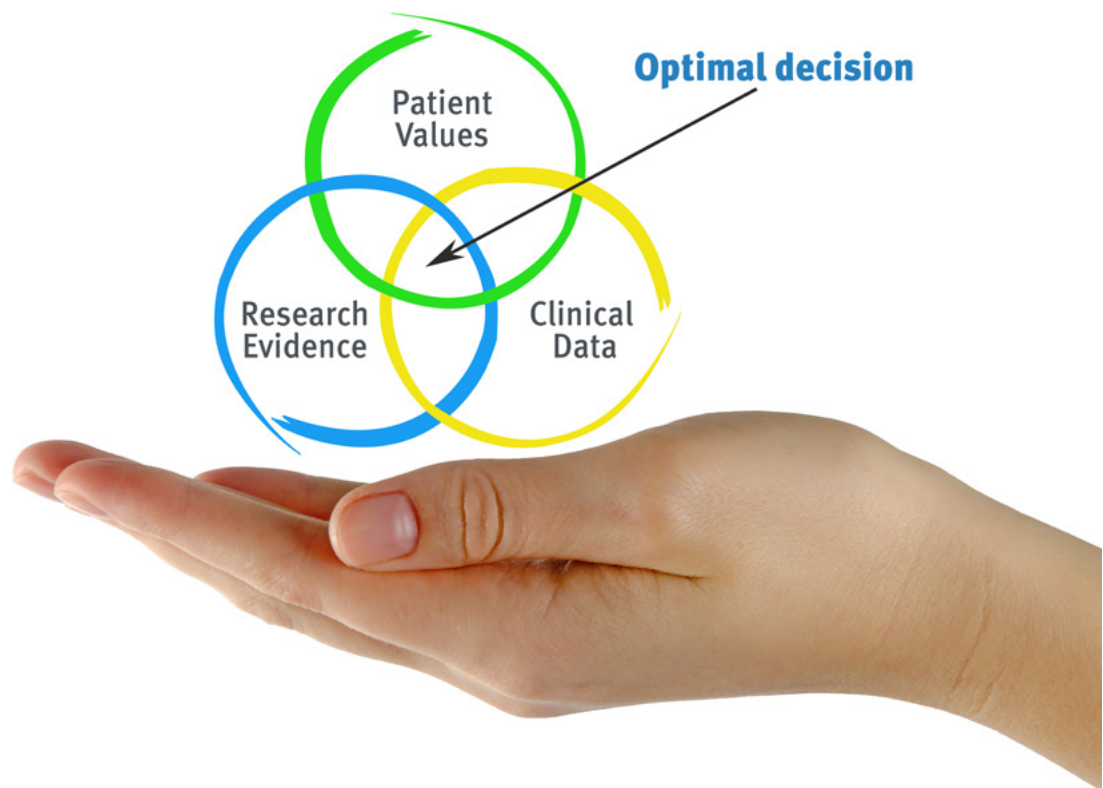 Optimal decision
Patient
Values
Research
Evidence
Clinical
Data